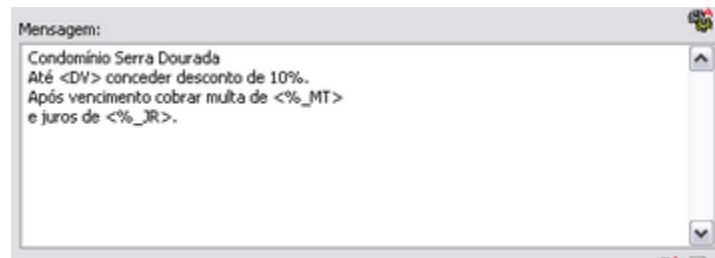 Mensagem:
Condomínio Serra Dourada
Até <DV> conceder desconto de 10%.
Após vencimento cobrar multa de <%_MT>
e juros de <%_JR>.